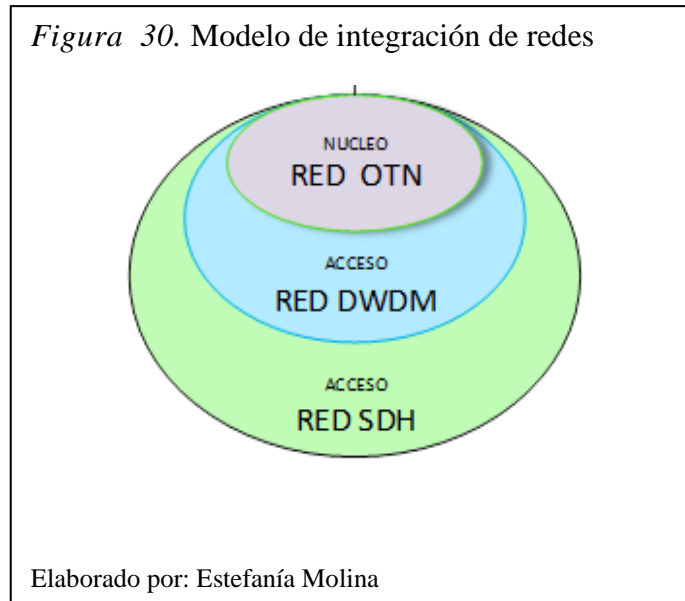 Figura 30. Modelo de integración de redes
NUCLEO
RED OTN
ACCESO
RED DWDM
ACCESO
RED SDH
Elaborado por: Estefanía Molina